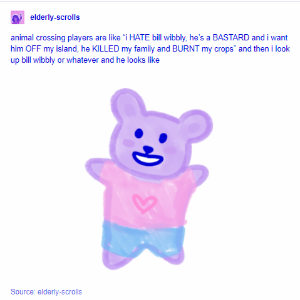 elderly-scrolls
animal crossing players are like “i HATE bill wibbly, he's a BASTARD and i want
him OFF my island, he KILLED my family and BURNT my crops” and then i look
up bill wibbly or whatever and he looks like
Source: elderly-scrolls